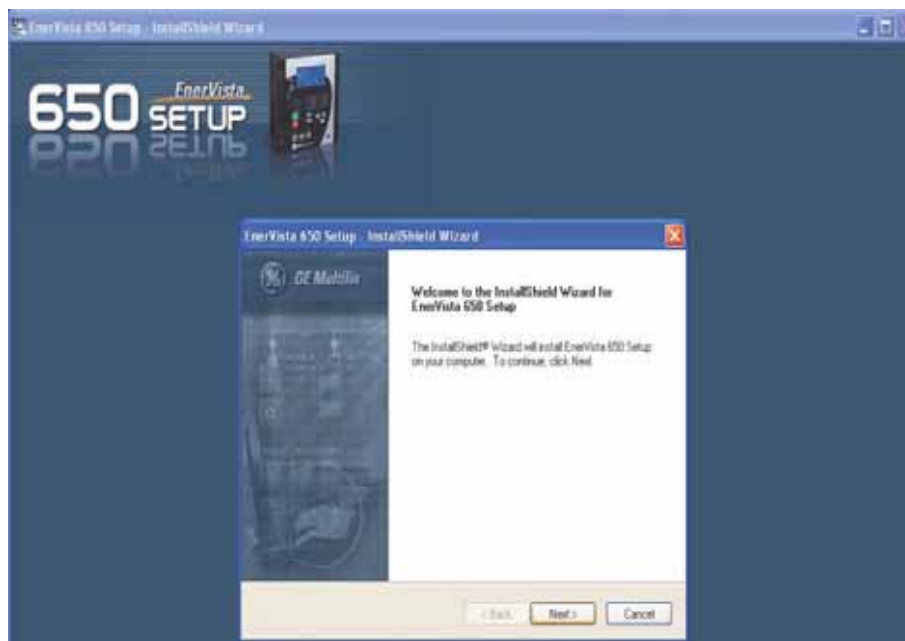 EnerVista 650 Setup - InstallShield Wizard
650 EnerVista
SETUP
EnerVista 650 Setup - InstallShield Wizard
GE Multilin
Welcome to the InstallShield Wizard for
EnerVista 650 Setup
The InstallShield® Wizard will install EnerVista 650 Setup
on your computer. To continue, click Next.
< Back
Next >
Cancel